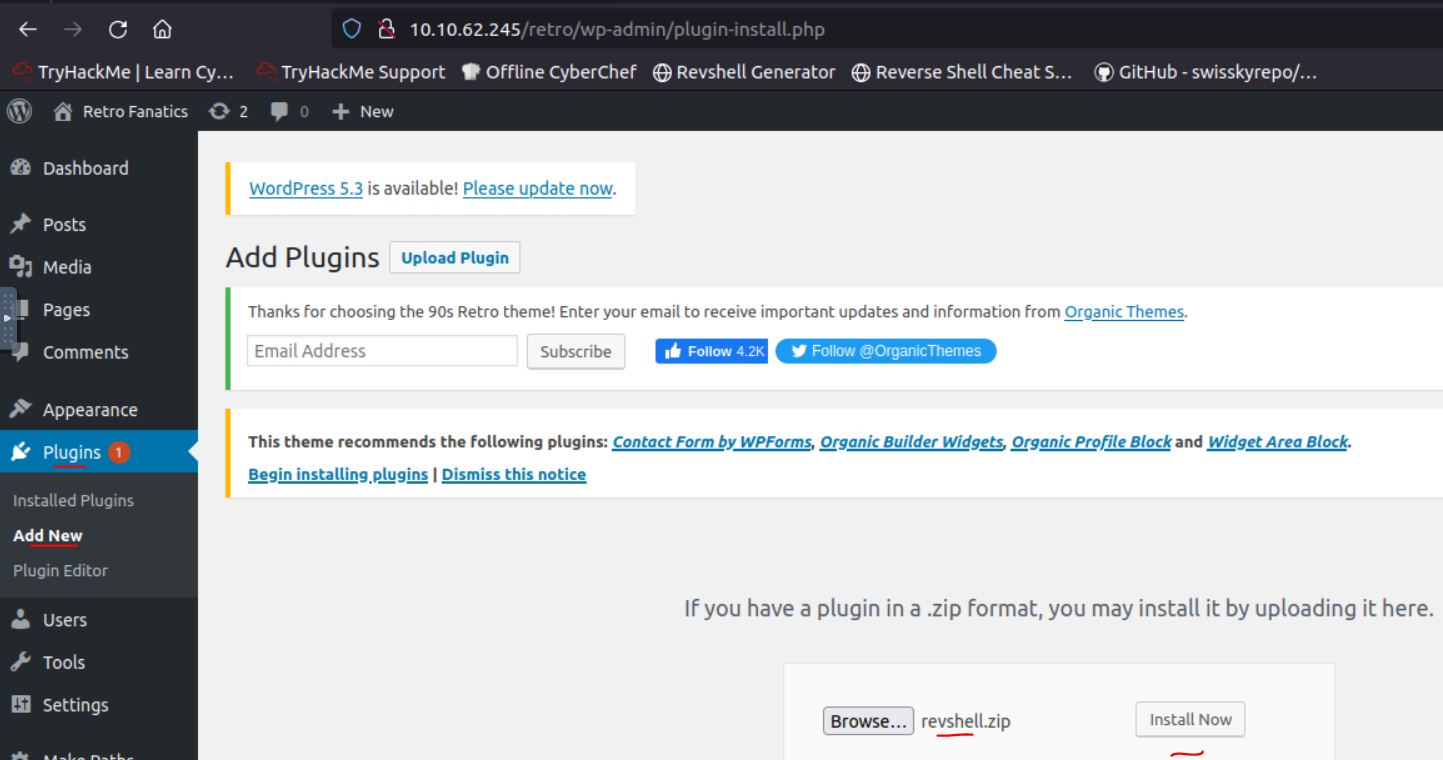 10.10.62.245/retro/wp-admin/plugin-install.php
TryHackMe | Learn Cy… TryHackMe Support Offline CyberChef Revshell Generator Reverse Shell Cheat S… GitHub - swisskyrepo/…
Retro Fanatics 2 0 New
Dashboard
Posts
Media
Pages
Comments
Appearance
Plugins 1
Installed Plugins
Add New
Plugin Editor
Users
Tools
Settings
Make Paths
WordPress 5.3 is available! Please update now.
Add Plugins Upload Plugin
Thanks for choosing the 90s Retro theme! Enter your email to receive important updates and information from Organic Themes.
Email Address Subscribe Follow 4.2K Follow @OrganicThemes
This theme recommends the following plugins: Contact Form by WPForms, Organic Builder Widgets, Organic Profile Block and Widget Area Block.
Begin installing plugins | Dismiss this notice
If you have a plugin in a .zip format, you may install it by uploading it here.
Browse… revshell.zip Install Now